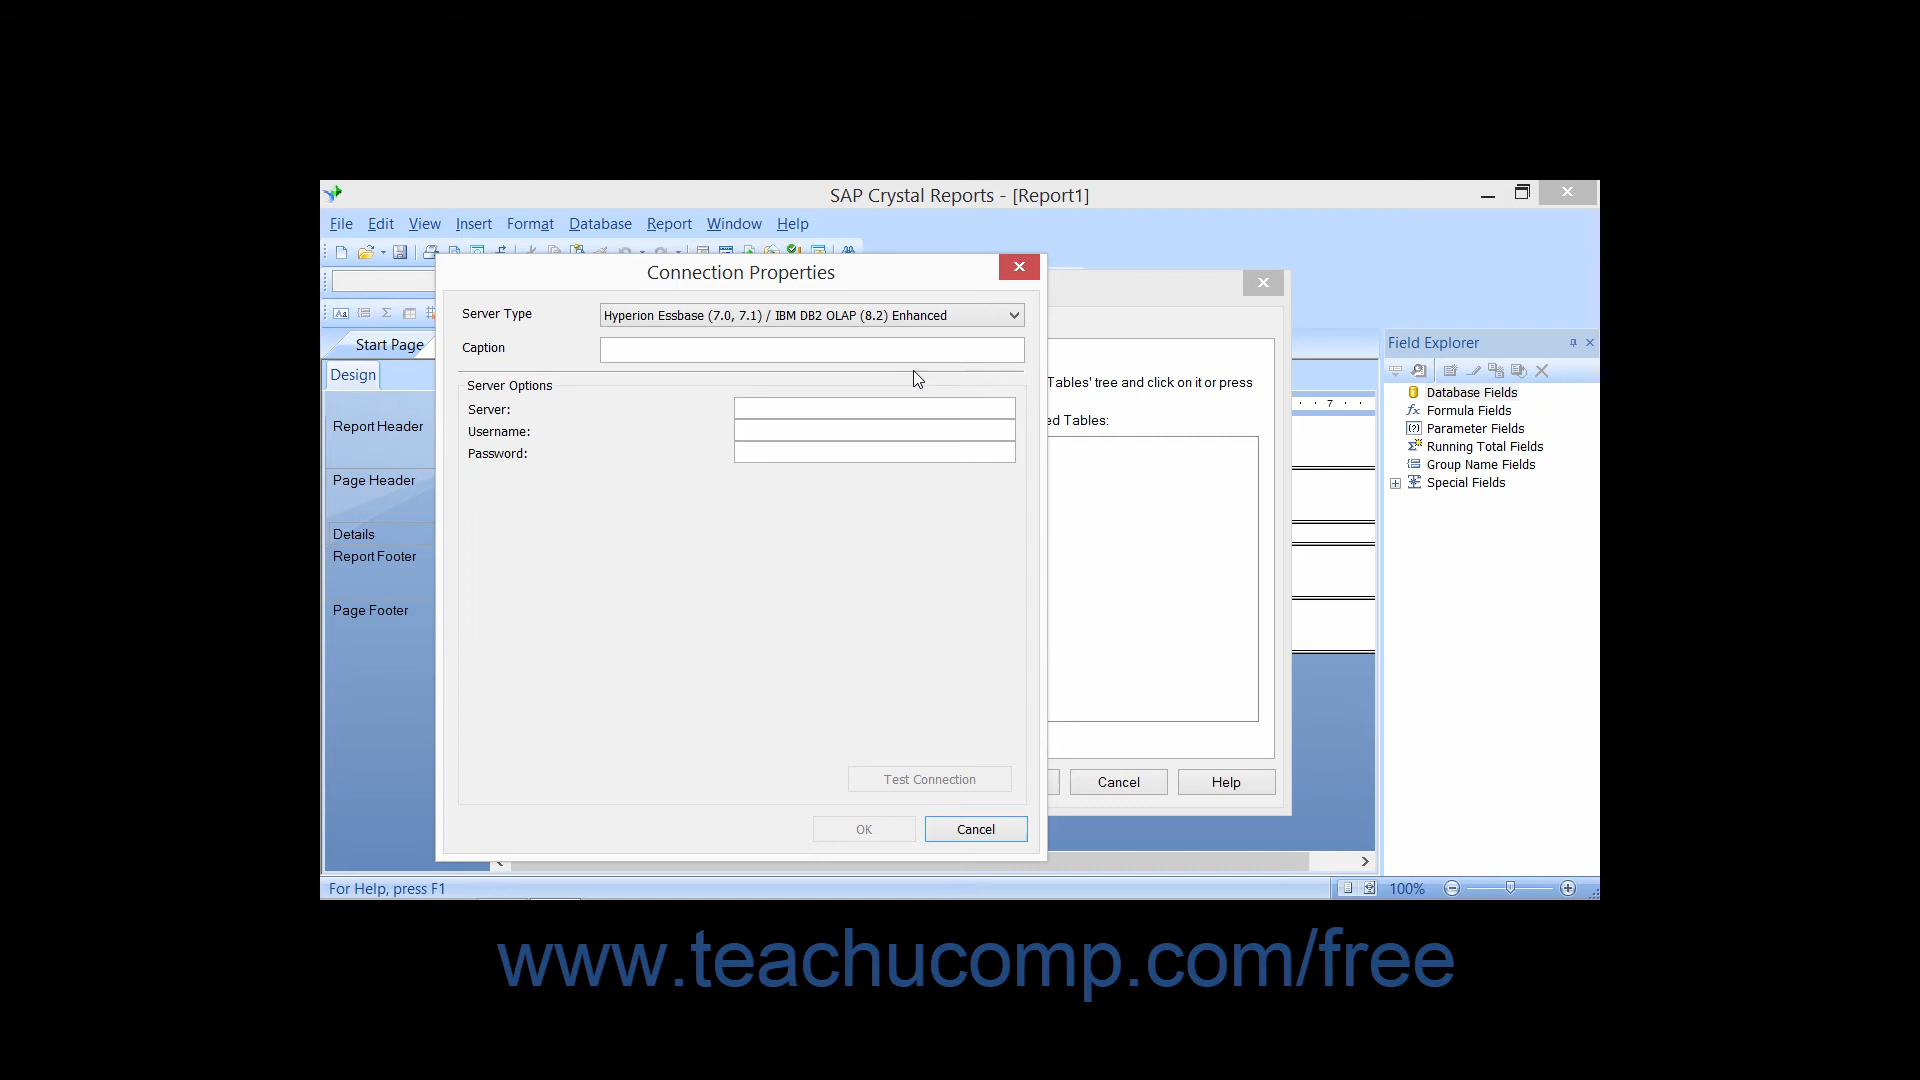 SAP Crystal Reports - [Report1]
File Edit View Insert Format Database Report Window Help
Connection Properties
Server Type
Hyperion Essbase (7.0, 7.1) / IBM DB2 OLAP (8.2) Enhanced
Caption
Server Options
Server:
Username:
Password:
Test Connection
OK
Cancel
Start Page
Design
Report Header
Page Header
Details
Report Footer
Page Footer
Tables' tree and click on it or press
ed Tables:
Cancel
Help
7
Field Explorer
Database Fields
Formula Fields
Parameter Fields
Running Total Fields
Group Name Fields
Special Fields
For Help, press F1
100%
www.teachucomp.com/free